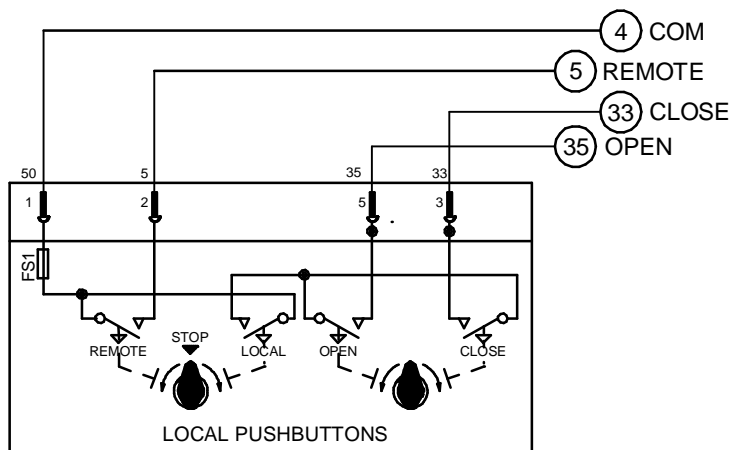 4 COM
5 REMOTE
33 CLOSE
35 OPEN
50 5 35 33
1 2 5 3
FS1
STOP
REMOTE LOCAL OPEN CLOSE
LOCAL PUSHBUTTONS